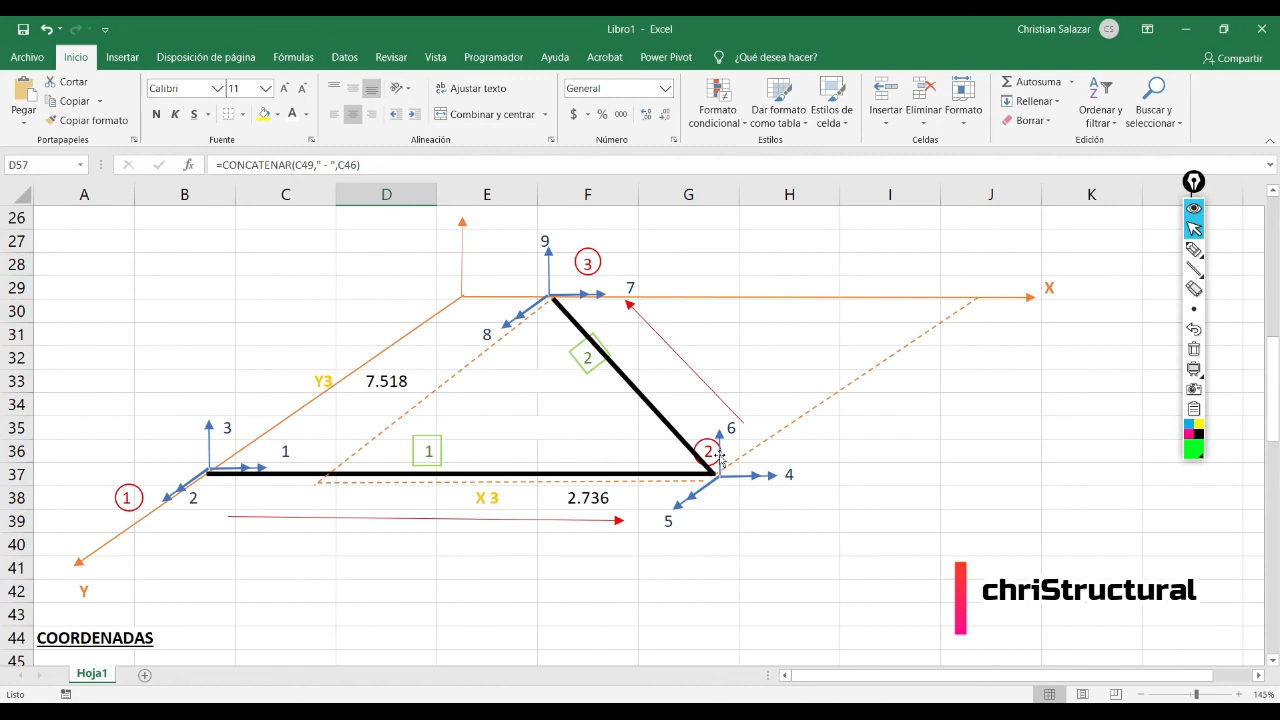 Libro1 - Excel
Christian Salazar
CS
Archivo
Inicio
Insertar
Disposición de página
Fórmulas
Datos
Revisar
Vista
Programador
Ayuda
Acrobat
Power Pivot
¿Qué desea hacer?
Compartir
Pegar
Cortar
Copiar
Copiar formato
Portapapeles
Calibri
11
N K S
A
Fuente
Ajustar texto
Combinar y centrar
Alineación
General
$ % 000
Número
Formato condicional
Dar formato como tabla
Estilos de celda
Estilos
Insertar
Eliminar
Formato
Celdas
Autosuma
Rellenar
Borrar
Ordenar y filtrar
Buscar y seleccionar
Edición
D57
fx
=CONCATENAR(C49," - ",C46)
A B C D E F G H I J K
26
27
9
28
3
29
7
X
30
31
8
32
2
33
Y3
7.518
34
35
3
6
36
1
1
2
37
4
38
1
2
X 3
2.736
39
5
40
41
42
Y
chriStructural
43
44
COORDENADAS
45
Hoja1
Listo
145%